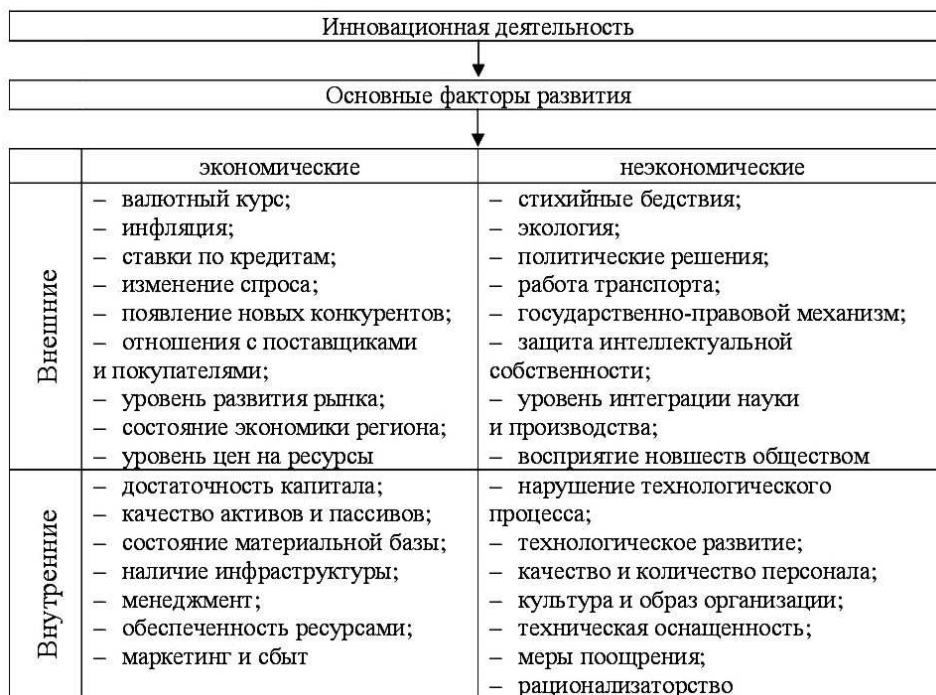 Инновационная деятельность
Основные факторы развития
экономические
неэкономические
Внешние
– валютный курс;
– инфляция;
– ставки по кредитам;
– изменение спроса;
– появление новых конкурентов;
– отношения с поставщиками
и покупателями;
– уровень развития рынка;
– состояние экономики региона;
– уровень цен на ресурсы
– стихийные бедствия;
– экология;
– политические решения;
– работа транспорта;
– государственно-правовой механизм;
– защита интеллектуальной
собственности;
– уровень интеграции науки
и производства;
– восприятие новшеств обществом
Внутренние
– достаточность капитала;
– качество активов и пассивов;
– состояние материальной базы;
– наличие инфраструктуры;
– менеджмент;
– обеспеченность ресурсами;
– маркетинг и сбыт
– нарушение технологического
процесса;
– технологическое развитие;
– качество и количество персонала;
– культура и образ организации;
– техническая оснащенность;
– меры поощрения;
– рационализаторство